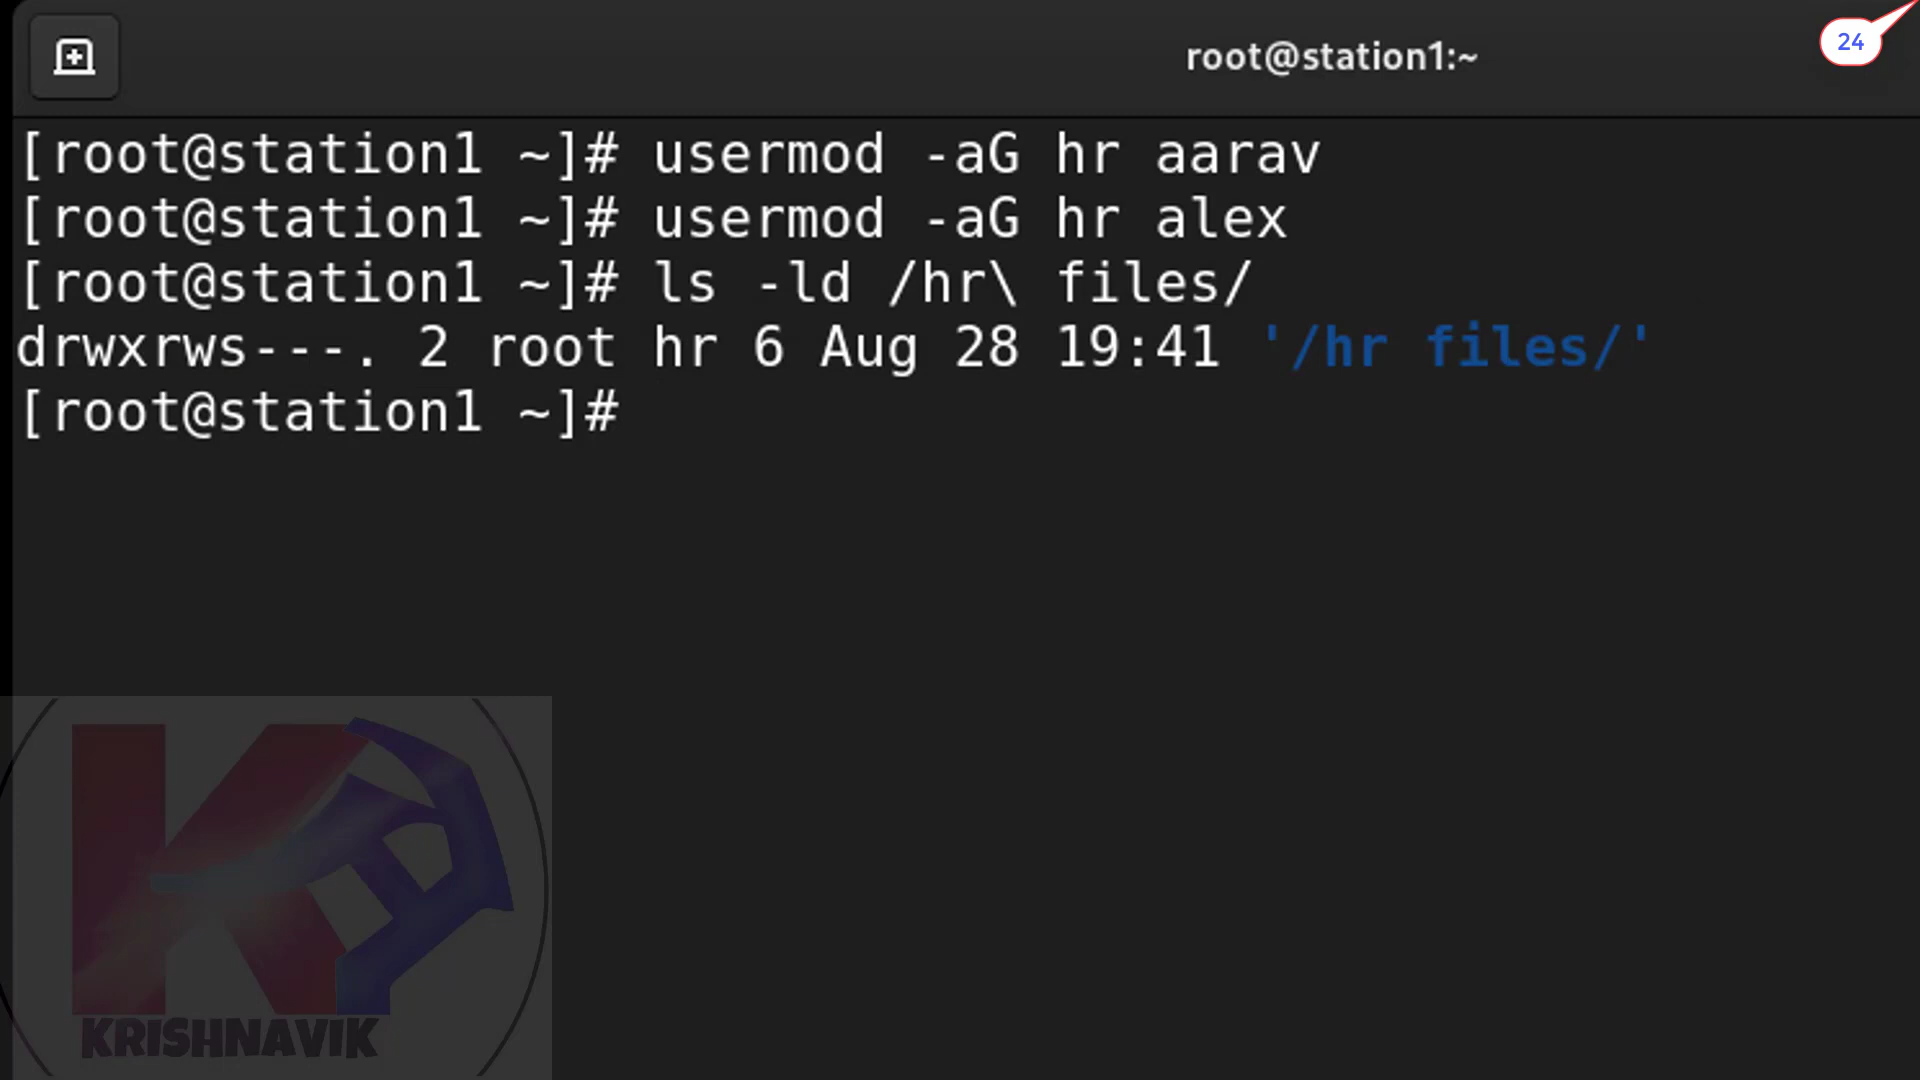 root@station1:~
24
[root@station1 ~]# usermod -aG hr aarav
[root@station1 ~]# usermod -aG hr alex
[root@station1 ~]# ls -ld /hr\ files/
drwxrws---. 2 root hr 6 Aug 28 19:41 '/hr files/'
[root@station1 ~]#
KRISHNAVIK